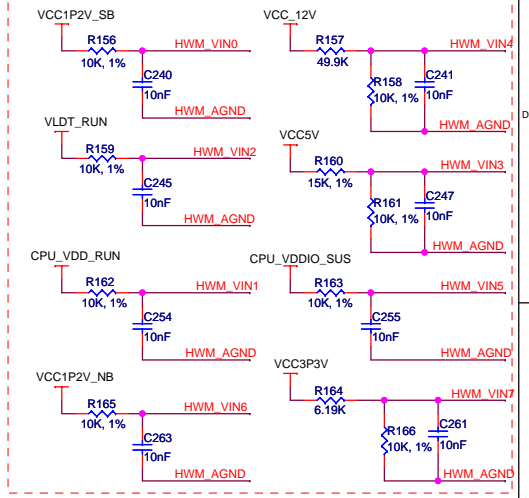 VCC1P2V_SB
R156
10K, 1%
HWM_VIN0
C240
10nF
HWM_AGND
VCC_12V
R157
49.9K
HWM_VIN4
R158
10K, 1%
C241
10nF
HWM_AGND
D
VLDT_RUN
R159
10K, 1%
HWM_VIN2
C245
10nF
HWM_AGND
VCC5V
R160
15K, 1%
HWM_VIN3
R161
10K, 1%
C247
10nF
HWM_AGND
CPU_VDD_RUN
R162
10K, 1%
HWM_VIN1
C254
10nF
HWM_AGND
CPU_VDDIO_SUS
R163
10K, 1%
HWM_VIN5
C255
10nF
HWM_AGND
VCC1P2V_NB
R165
10K, 1%
HWM_VIN6
C263
10nF
HWM_AGND
VCC3P3V
R164
6.19K
HWM_VIN7
R166
10K, 1%
C261
10nF
HWM_AGND